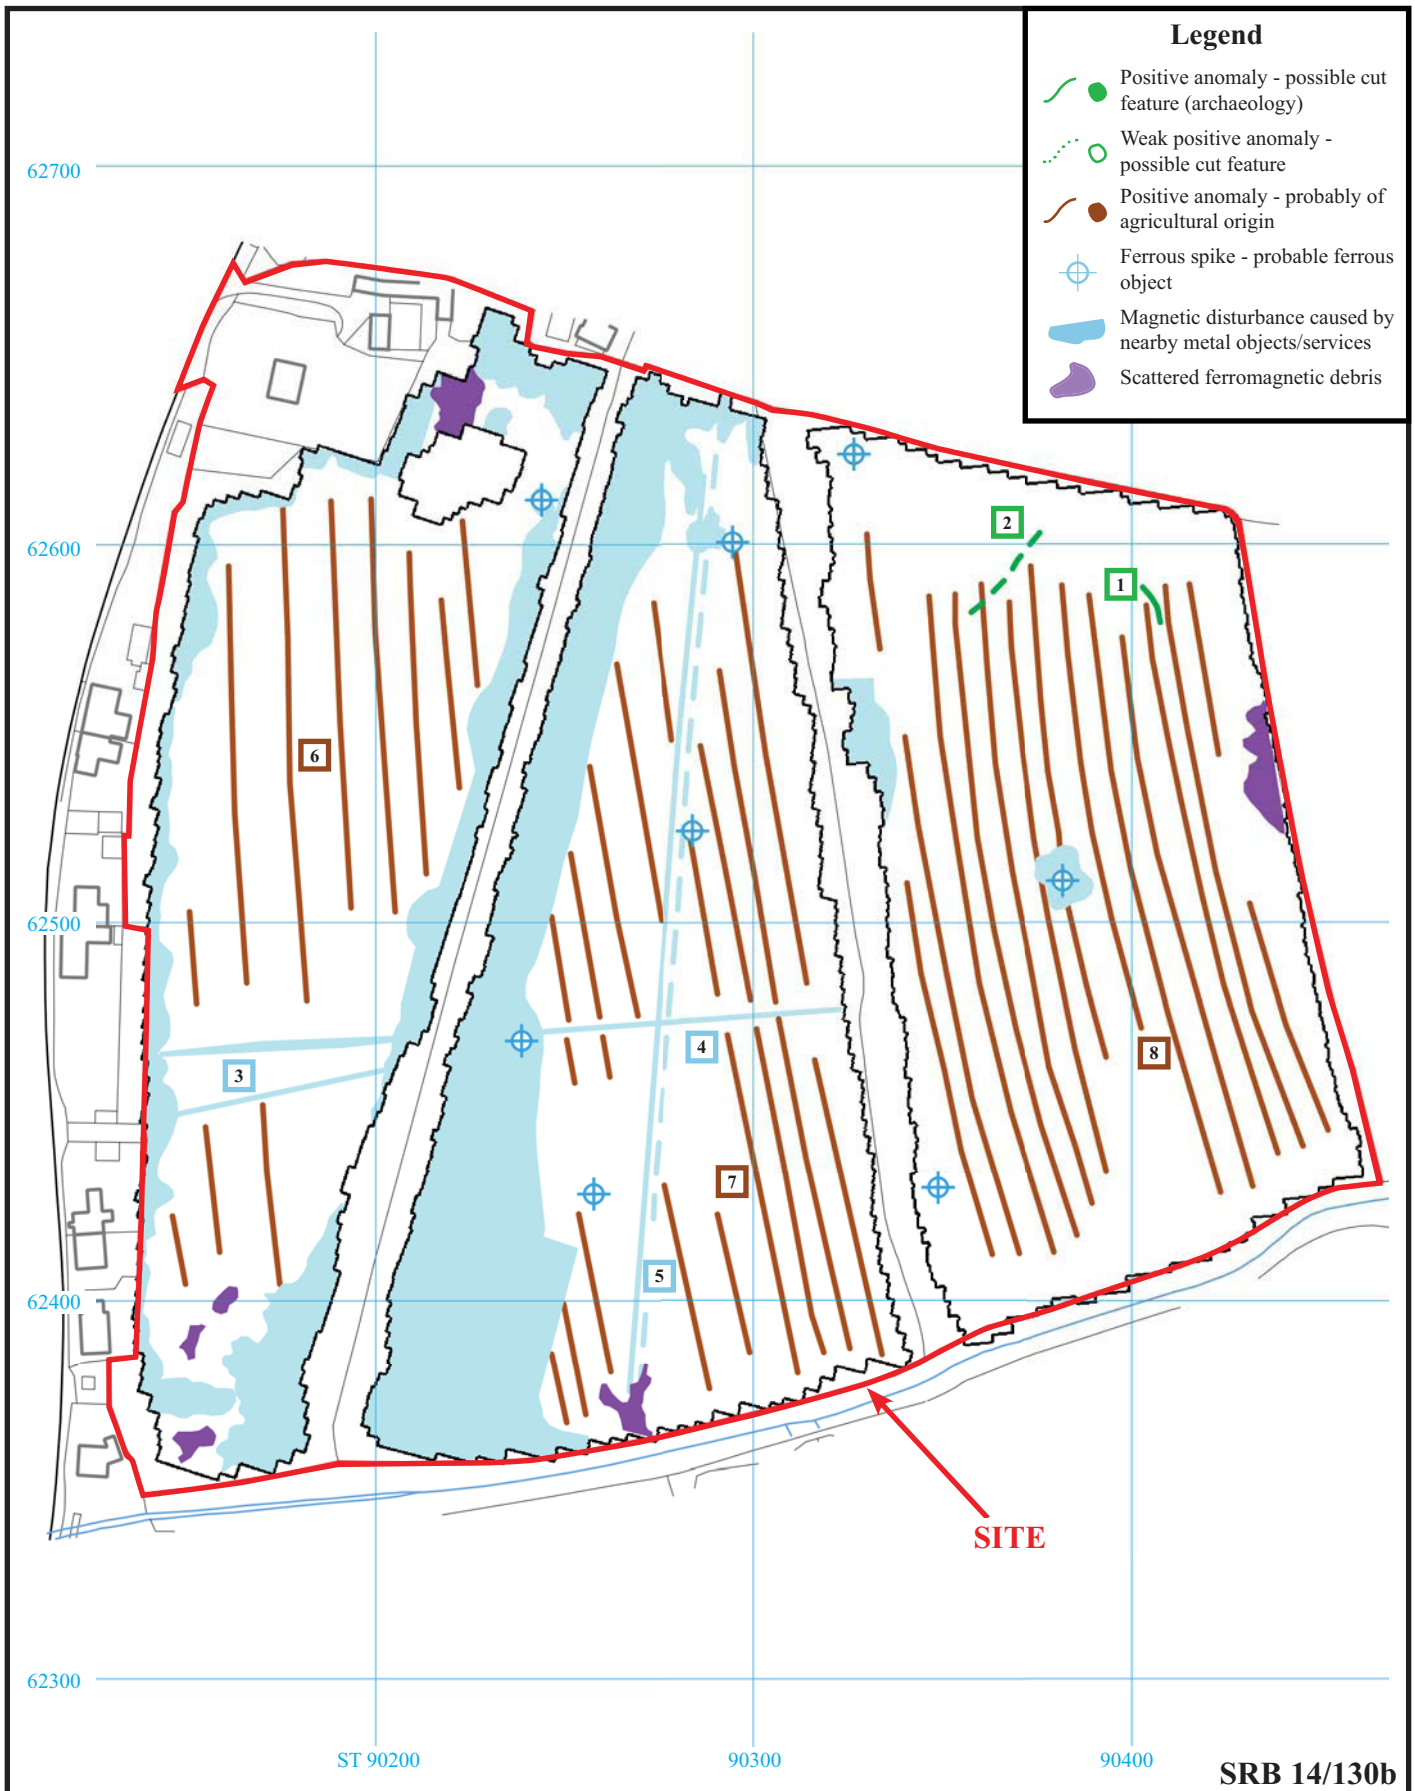 Legend
Positive anomaly - possible cut
feature (archaeology)
Weak positive anomaly -
possible cut feature
Positive anomaly - probably of
agricultural origin
Ferrous spike - probable ferrous
object
Magnetic disturbance caused by
nearby metal objects/services
Scattered ferromagnetic debris
62700
2
62600
1
6
62500
4
8
3
7
5
62400
SITE
62300
ST 90200
90300
90400
SRB 14/130b